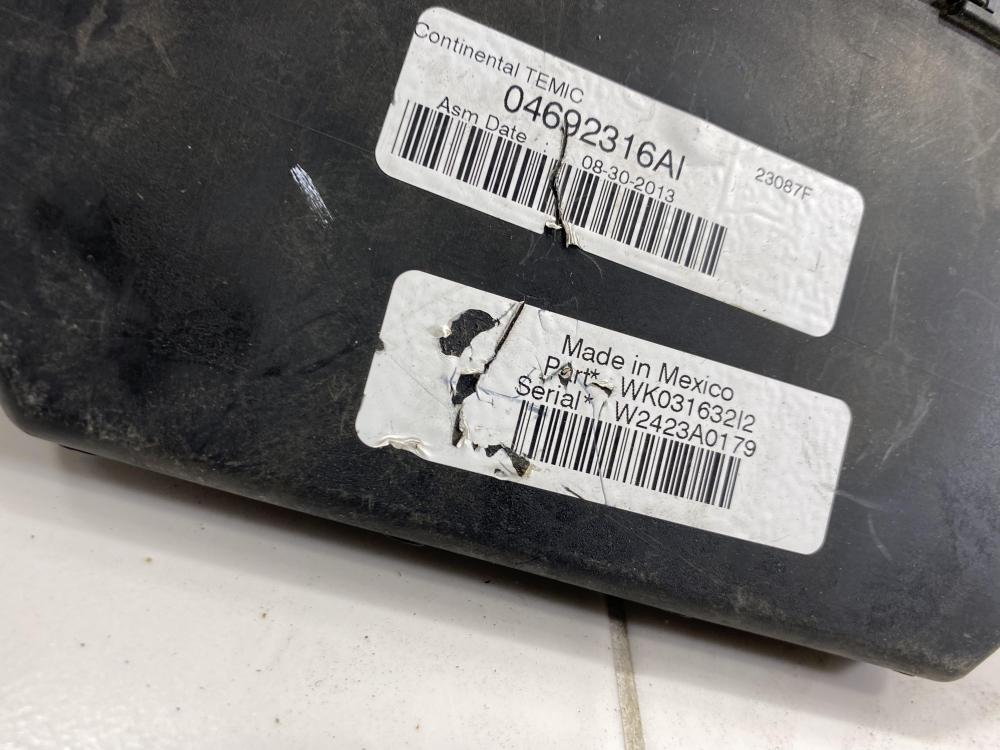 Continental TEMIC
04692316AI
Asm Date : 08-30-2013
23087F
Made in Mexico
Part* WK031632I2
Serial* W2423A0179